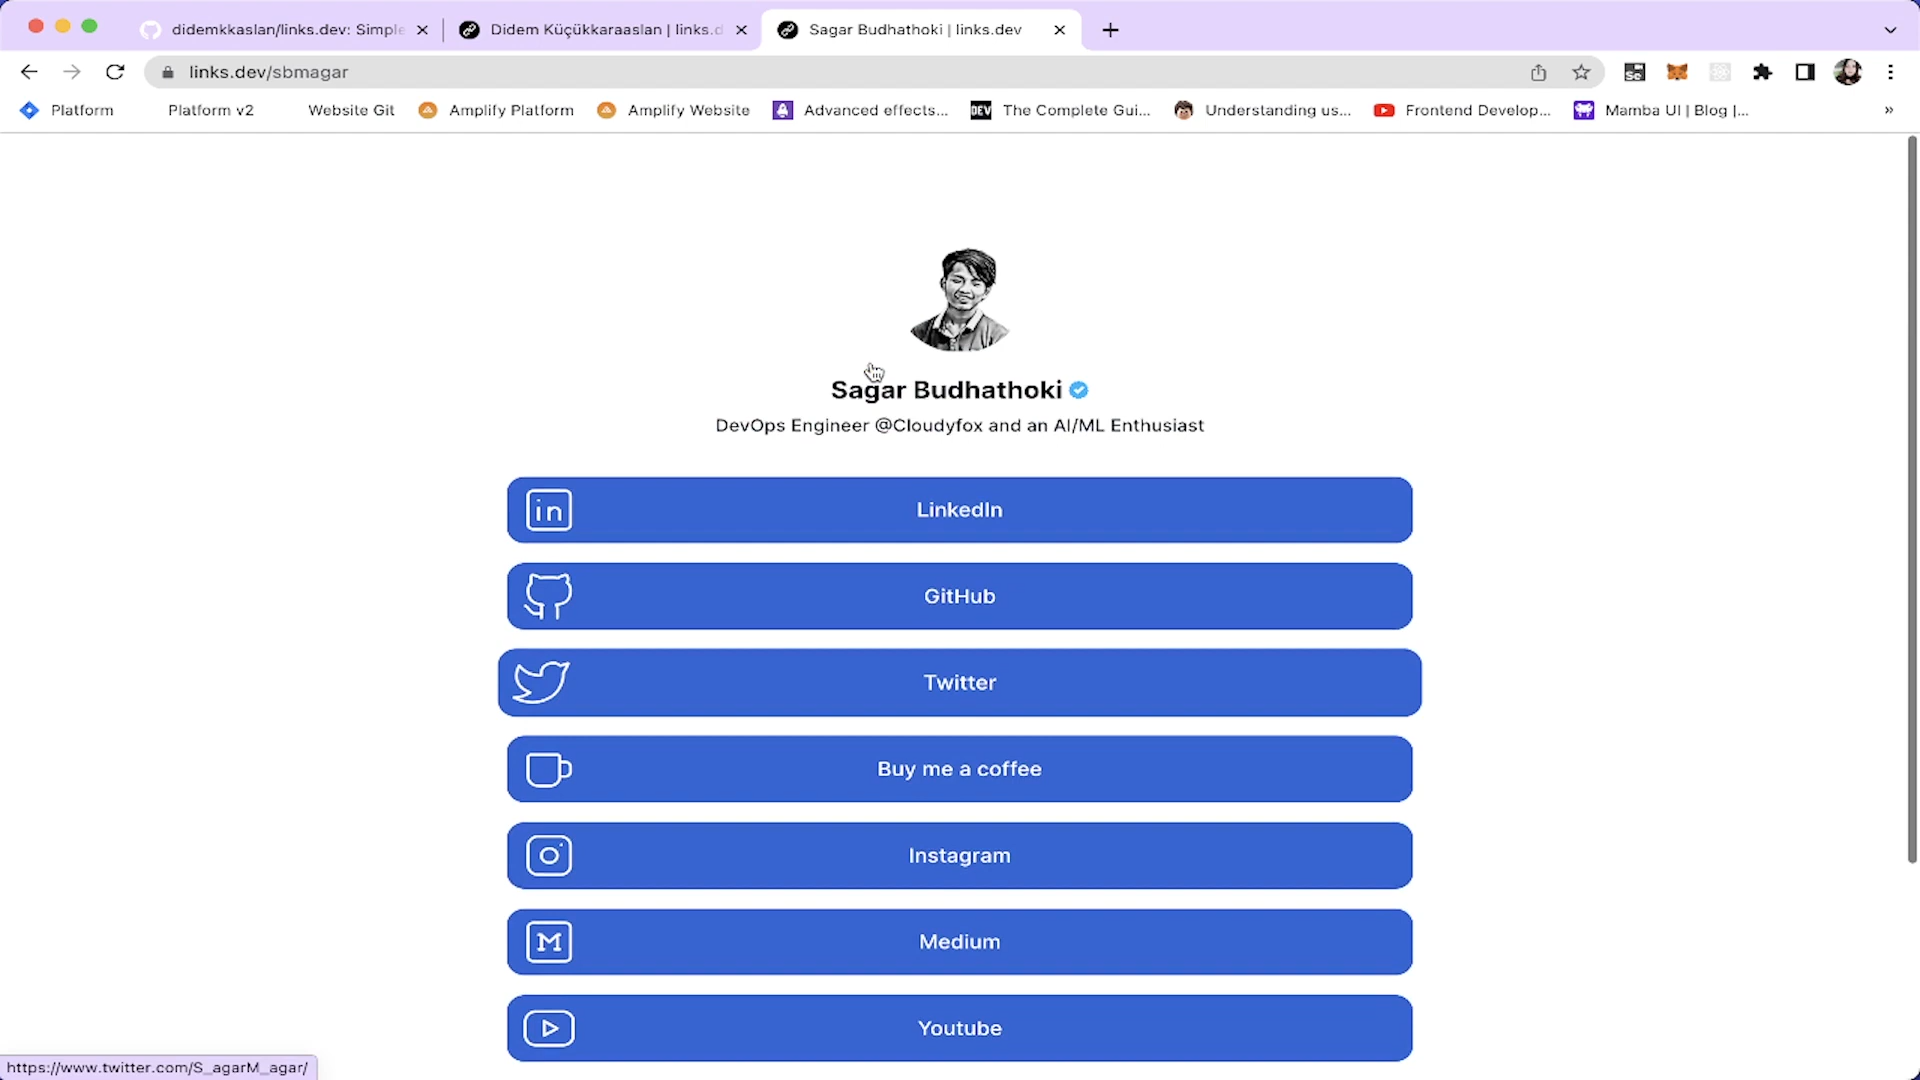 didemkkaslan/links.dev: Simple
Didem Küçükkaraaslan | links.d
Sagar Budhathoki | links.dev
links.dev/sbmagar
Platform
Platform v2
Website Git
Amplify Platform
Amplify Website
Advanced effects...
DEV
The Complete Gui...
Understanding us...
Frontend Develop...
Mamba UI | Blog |...
Sagar Budhathoki
DevOps Engineer @Cloudyfox and an AI/ML Enthusiast
in
LinkedIn
GitHub
Twitter
Buy me a coffee
Instagram
M
Medium
Youtube
https://www.twitter.com/S_agarM_agar/